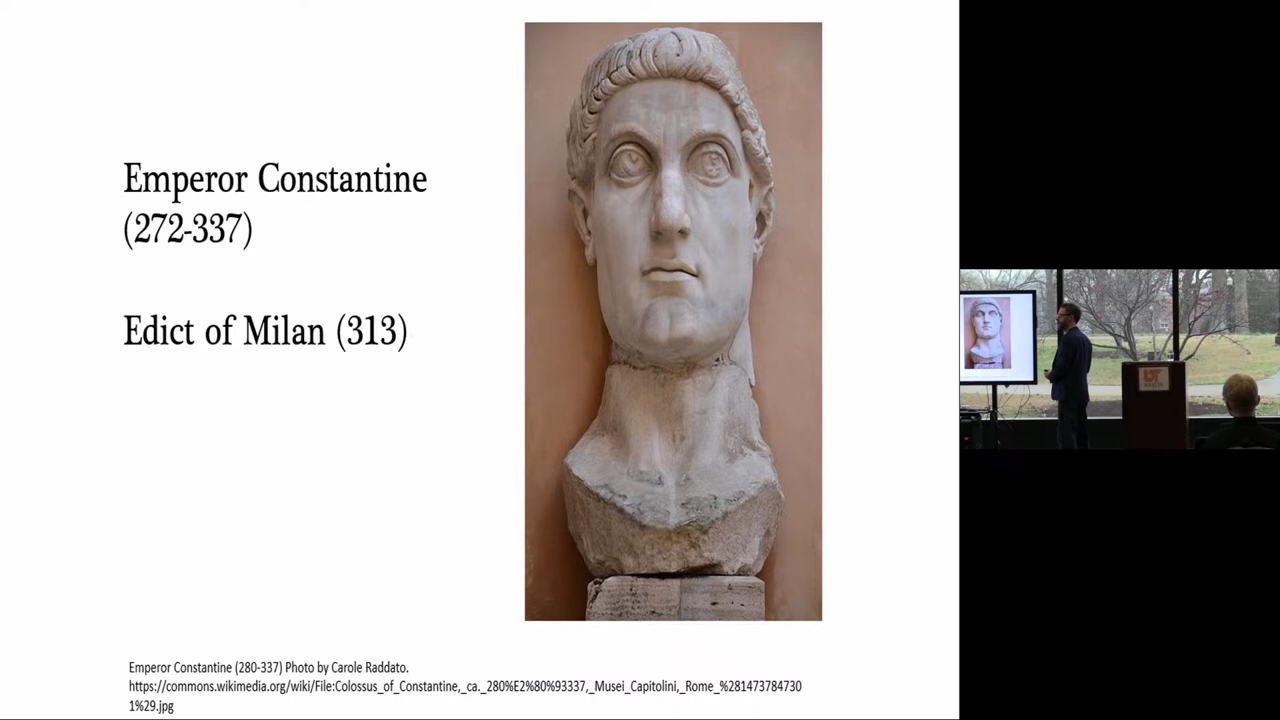 Emperor Constantine
(272-337)
Edict of Milan (313)
Emperor Constantine (280-337) Photo by Carole Raddato.
https://commons.wikimedia.org/wiki/File:Colossus_of_Constantine,_ca._280%E2%80%93337,_Musei_Capitolini,_Rome_%281473784730
1%29.jpg
UT